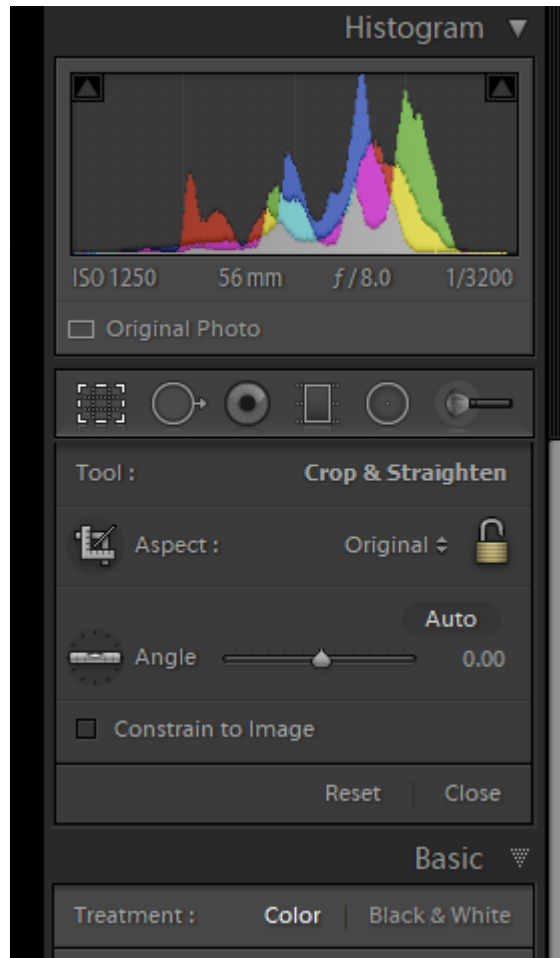 Histogram
ISO 1250 56 mm ƒ / 8.0 1/3200
Original Photo
Tool : Crop & Straighten
Aspect : Original
Auto
Angle 0.00
Constrain to Image
Reset Close
Basic
Treatment : Color Black & White